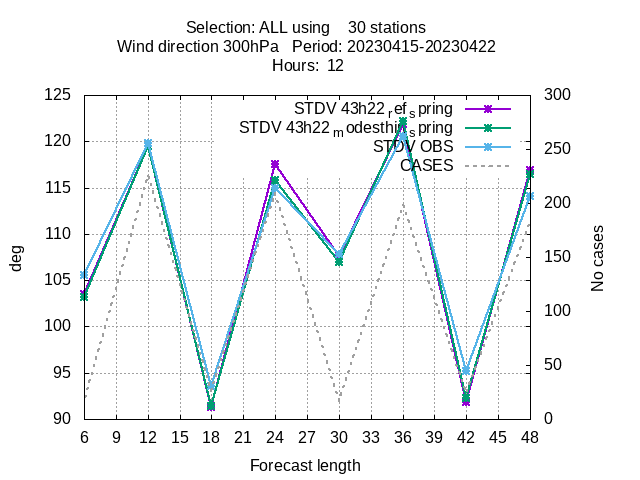 Selection: ALL using 30 stations
Wind direction 300hPa Period: 20230415-20230422
Hours: 12
STDV 43h22_ref_spring
STDV 43h22_modesthin_spring
STDV OBS
CASES
125
120
115
110
105
100
95
90
300
250
200
150
100
50
0
deg
No cases
6 9 12 15 18 21 24 27 30 33 36 39 42 45 48
Forecast length